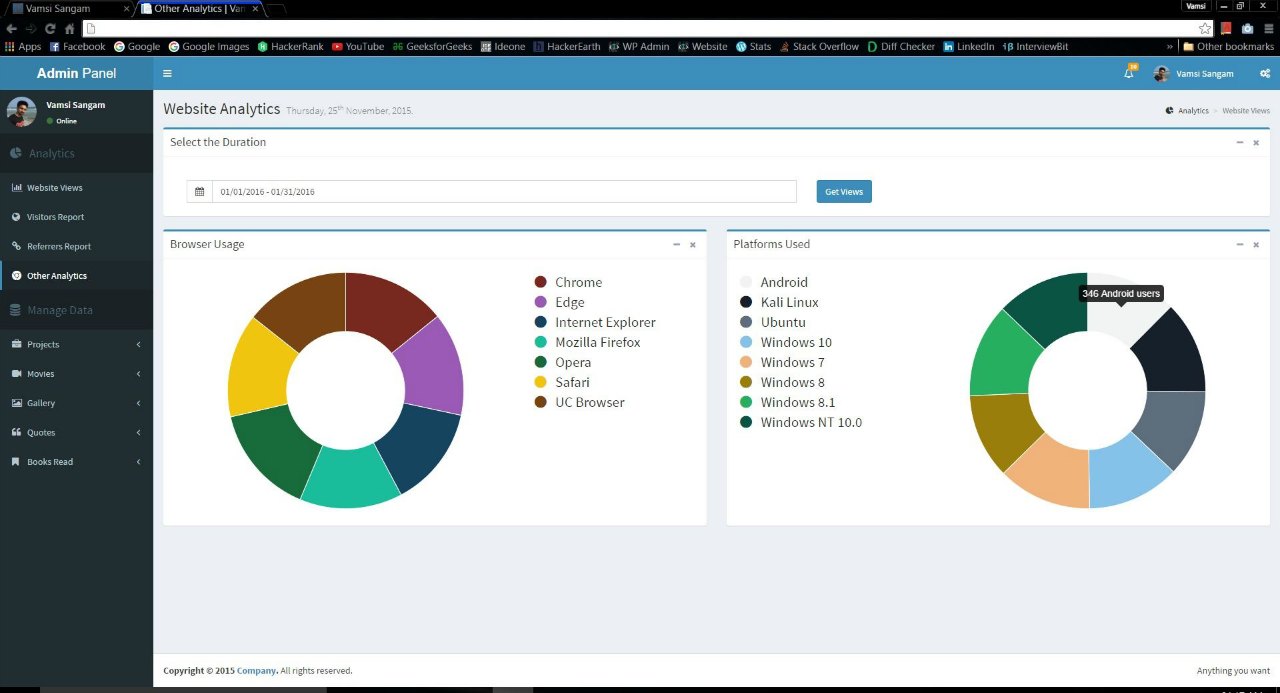 Vamsi Sangam
Other Analytics | Vam
Vamsi
Apps Facebook Google Google Images HackerRank YouTube GeeksforGeeks Ideone HackerEarth WP Admin Website Stats Stack Overflow Diff Checker LinkedIn InterviewBit » Other bookmarks
Admin Panel
Vamsi Sangam
Vamsi Sangam
Online
Website Analytics Thursday, 25th November, 2015.
Analytics > Website Views
Analytics
Website Views
Visitors Report
Referrers Report
Other Analytics
Manage Data
Projects
Movies
Gallery
Quotes
Books Read
Select the Duration
01/01/2016 - 01/31/2016
Get Views
Browser Usage
Chrome
Edge
Internet Explorer
Mozilla Firefox
Opera
Safari
UC Browser
Platforms Used
Android
Kali Linux
Ubuntu
Windows 10
Windows 7
Windows 8
Windows 8.1
Windows NT 10.0
346 Android users
Copyright © 2015 Company. All rights reserved.
Anything you want